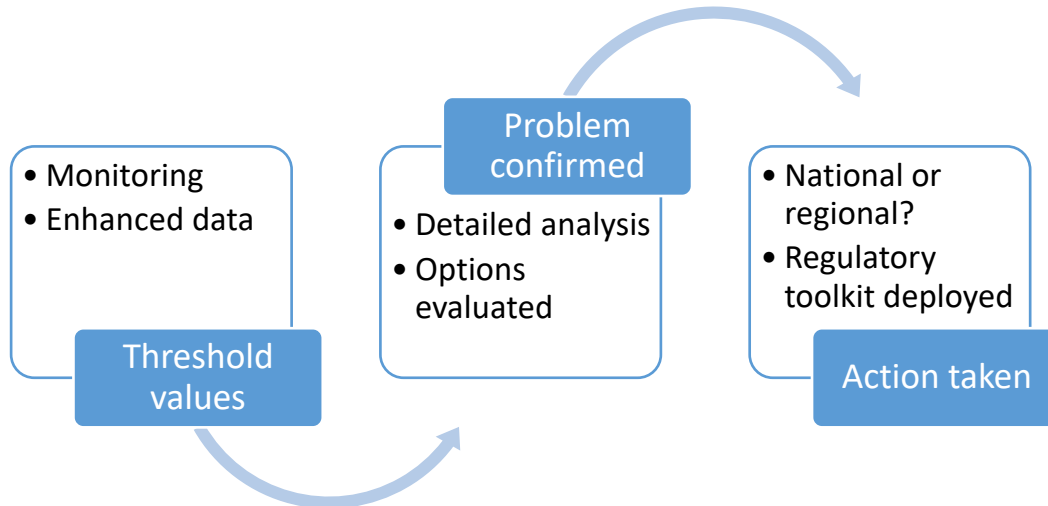 • Monitoring
• Enhanced data
Threshold
values
Problem
confirmed
• Detailed analysis
• Options
evaluated
• National or
regional?
• Regulatory
toolkit deployed
Action taken